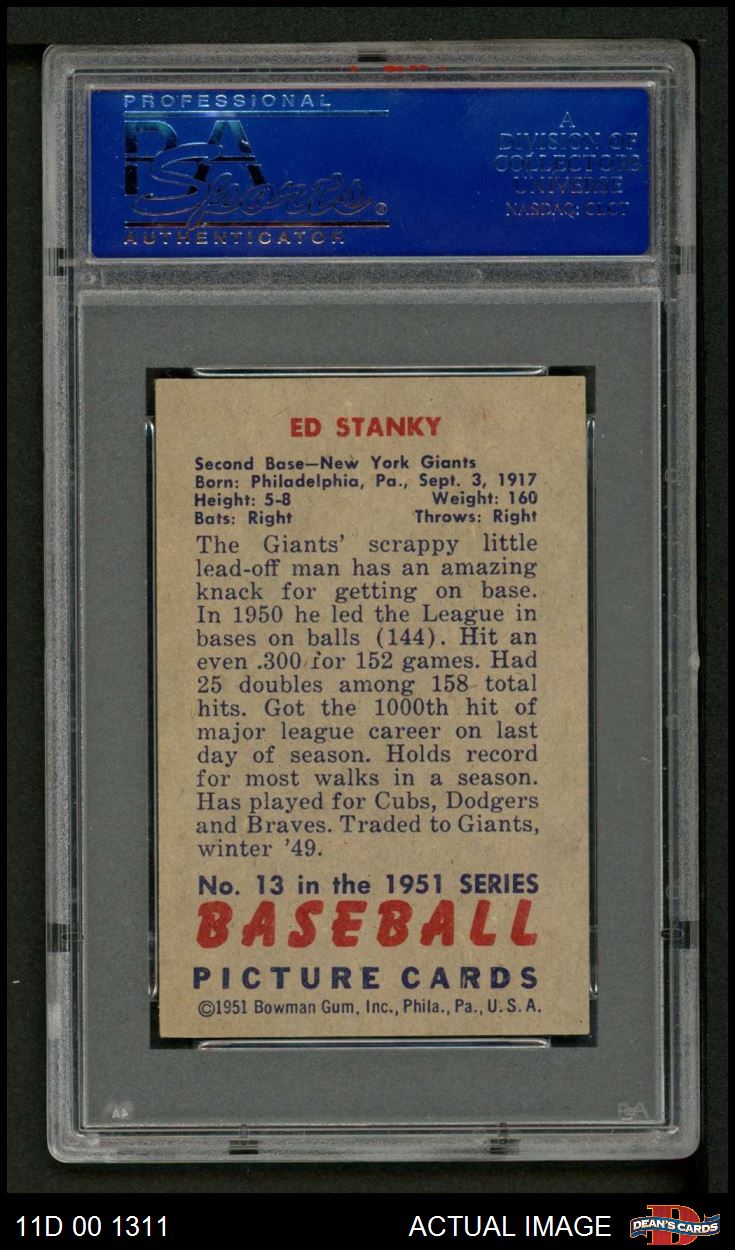 PROFESSIONAL
PSA
Sports®
AUTHENTICATOR
A
DIVISION OF
COLLECTORS
UNIVERSE
NASDAQ: CLCT
ED STANKY
Second Base—New York Giants
Born: Philadelphia, Pa., Sept. 3, 1917
Height: 5-8 Weight: 160
Bats: Right Throws: Right
The Giants' scrappy little
lead-off man has an amazing
knack for getting on base.
In 1950 he led the League in
bases on balls (144). Hit an
even .300 for 152 games. Had
25 doubles among 158 total
hits. Got the 1000th hit of
major league career on last
day of season. Holds record
for most walks in a season.
Has played for Cubs, Dodgers
and Braves. Traded to Giants,
winter '49.
No. 13 in the 1951 SERIES
BASEBALL
PICTURE CARDS
©1951 Bowman Gum, Inc., Phila., Pa., U.S.A.
PSA
11D 00 1311 ACTUAL IMAGE DEAN'S CARDS